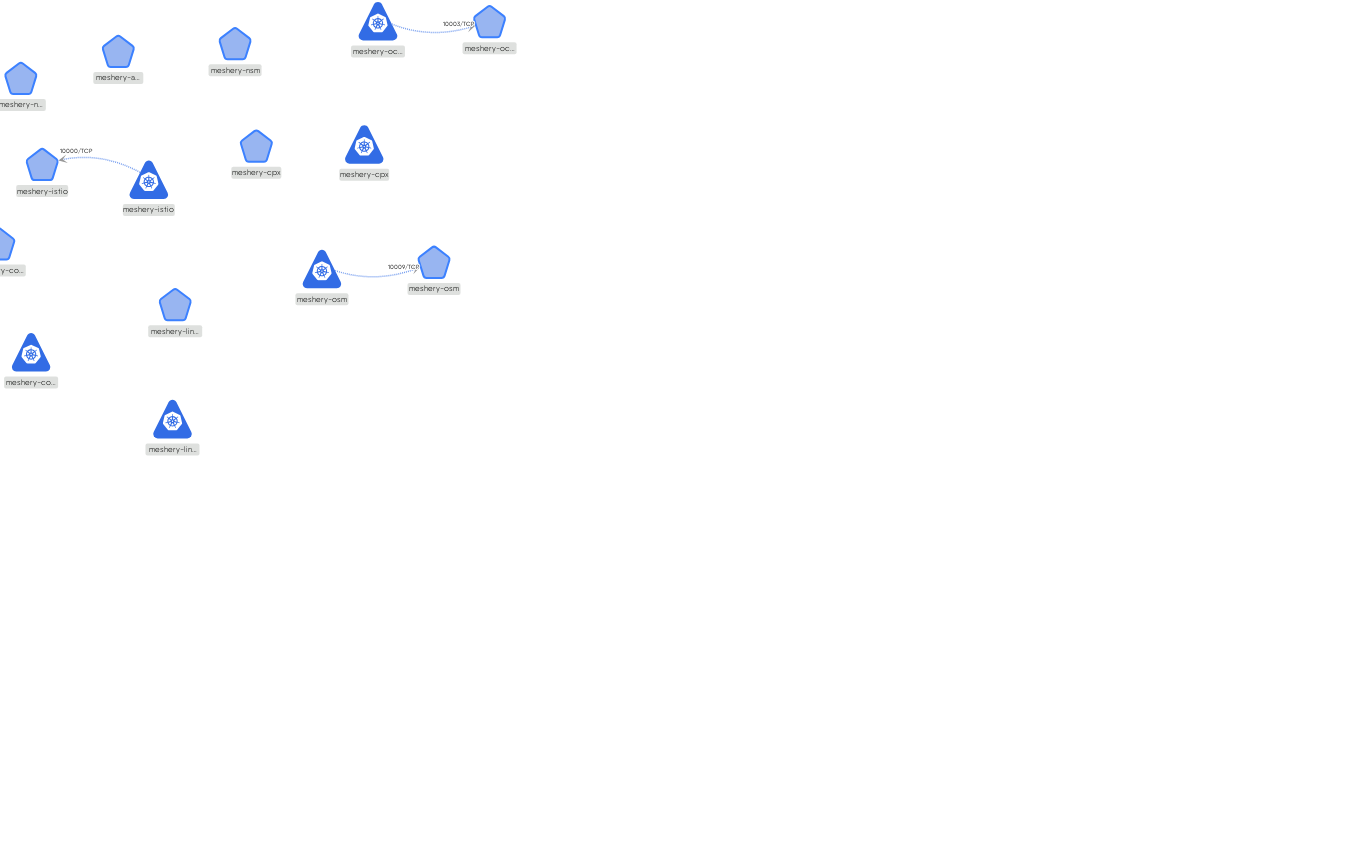 10003/TCP
meshery-oc...
meshery-oc...
meshery-nsm
meshery-a...
meshery-n...
10000/TCP
meshery-istio
meshery-istio
meshery-cpx
meshery-cpx
y-co...
10009/TCP
meshery-osm
meshery-osm
meshery-lin...
meshery-co...
meshery-lin...